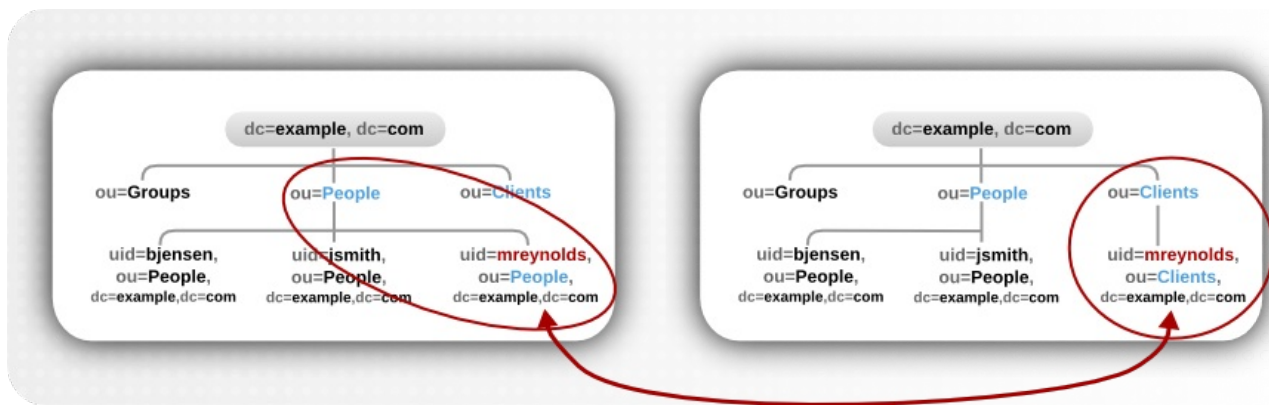 dc=example, dc=com
ou=Groups
ou=People
ou=Clients
uid=bjensen,
ou=People,
dc=example,dc=com
uid=jsmith,
ou=People,
dc=example,dc=com
uid=mreynolds,
ou=People,
dc=example,dc=com
dc=example, dc=com
ou=Groups
ou=People
ou=Clients
uid=bjensen,
ou=People,
dc=example,dc=com
uid=jsmith,
ou=People,
dc=example,dc=com
uid=mreynolds,
ou=Clients,
dc=example,dc=com